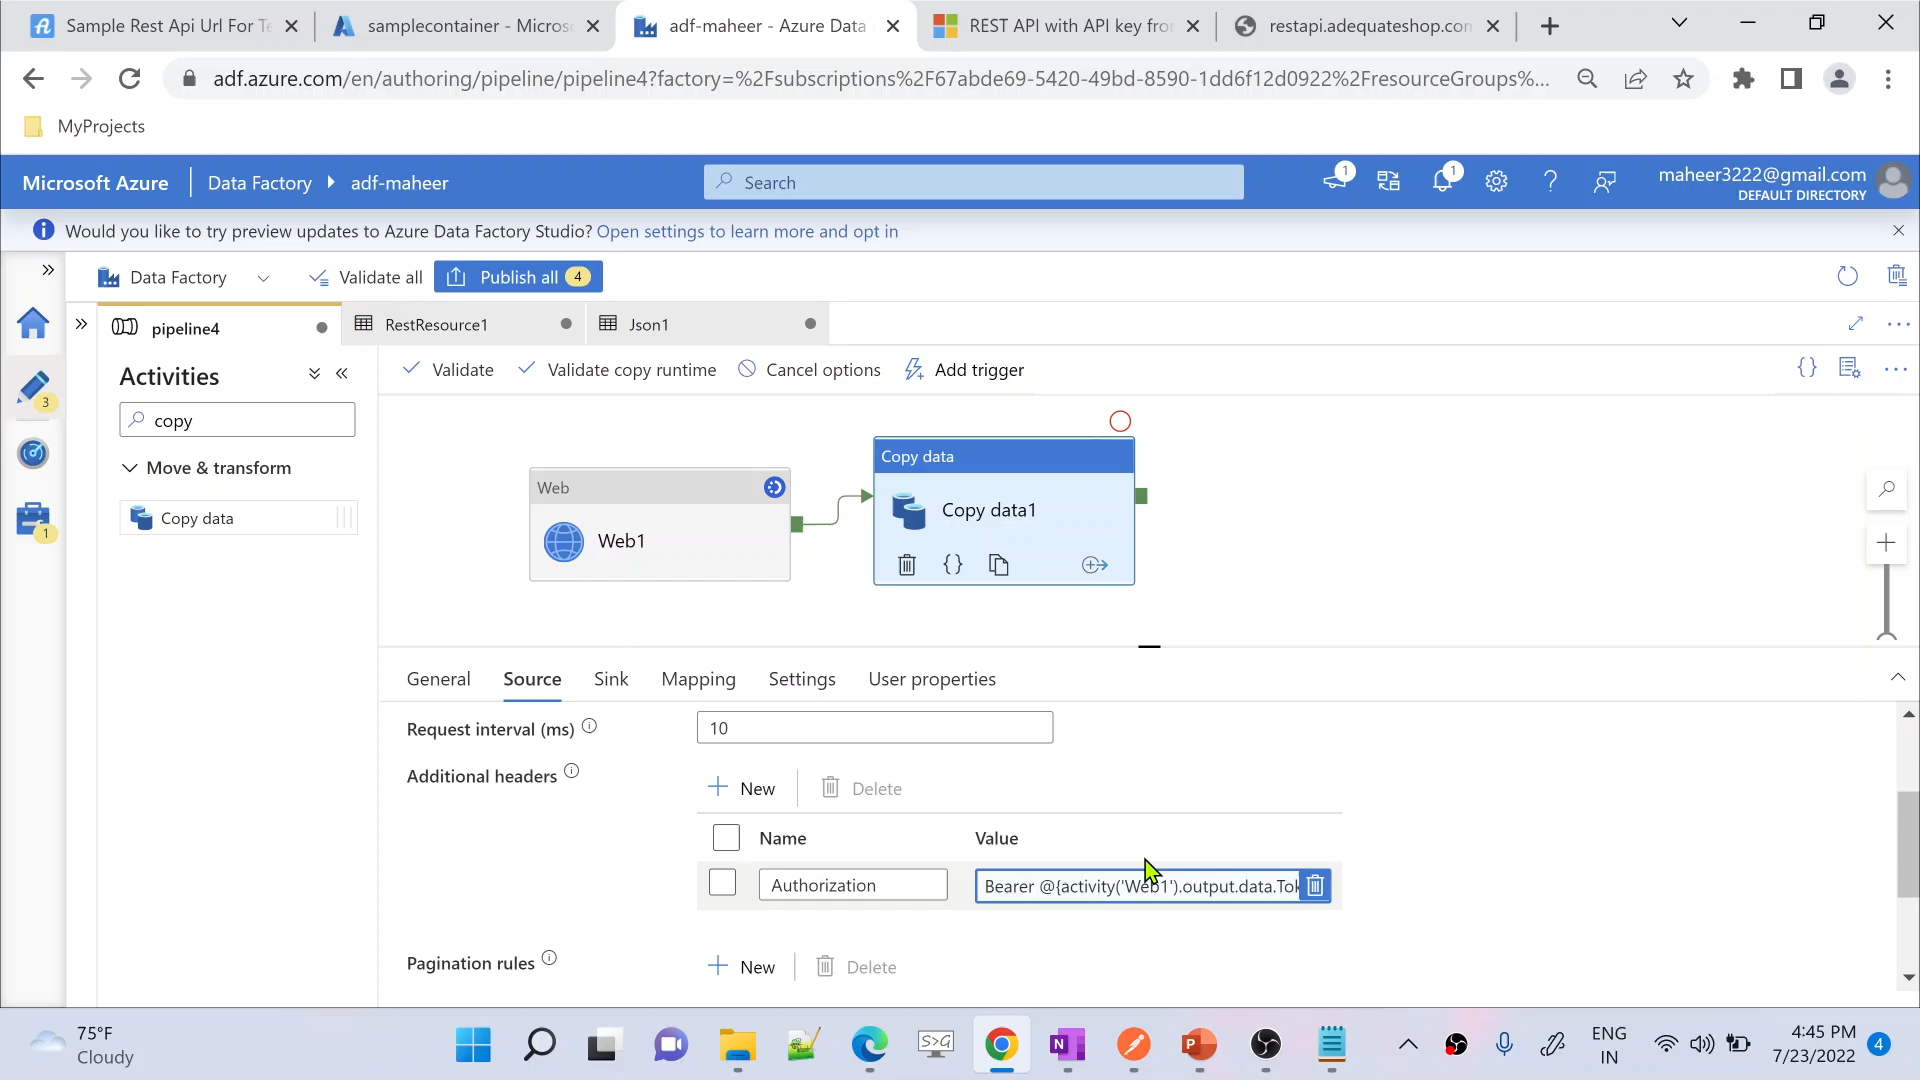 Sample Rest Api Url For Te
samplecontainer - Micros
adf-maheer - Azure Data
REST API with API key fro
restapi.adequateshop.com
adf.azure.com/en/authoring/pipeline/pipeline4?factory=%2Fsubscriptions%2F67abde69-5420-49bd-8590-1dd6f12d0922%2FresourceGroups%...
MyProjects
Microsoft Azure
Data Factory
adf-maheer
Search
1
1
maheer3222@gmail.com
DEFAULT DIRECTORY
Would you like to try preview updates to Azure Data Factory Studio? Open settings to learn more and opt in
Data Factory
Validate all
Publish all
4
pipeline4
RestResource1
Json1
3
1
Activities
copy
Move & transform
Copy data
Validate
Validate copy runtime
Cancel options
Add trigger
Web
Web1
Copy data
Copy data1
General
Source
Sink
Mapping
Settings
User properties
Request interval (ms)
10
Additional headers
New
Delete
Name
Value
Authorization
Bearer @{activity('Web1').output.data.Tok
Pagination rules
New
Delete
75°F
Cloudy
S>G
N
P
ENG
IN
4:45 PM
7/23/2022
4